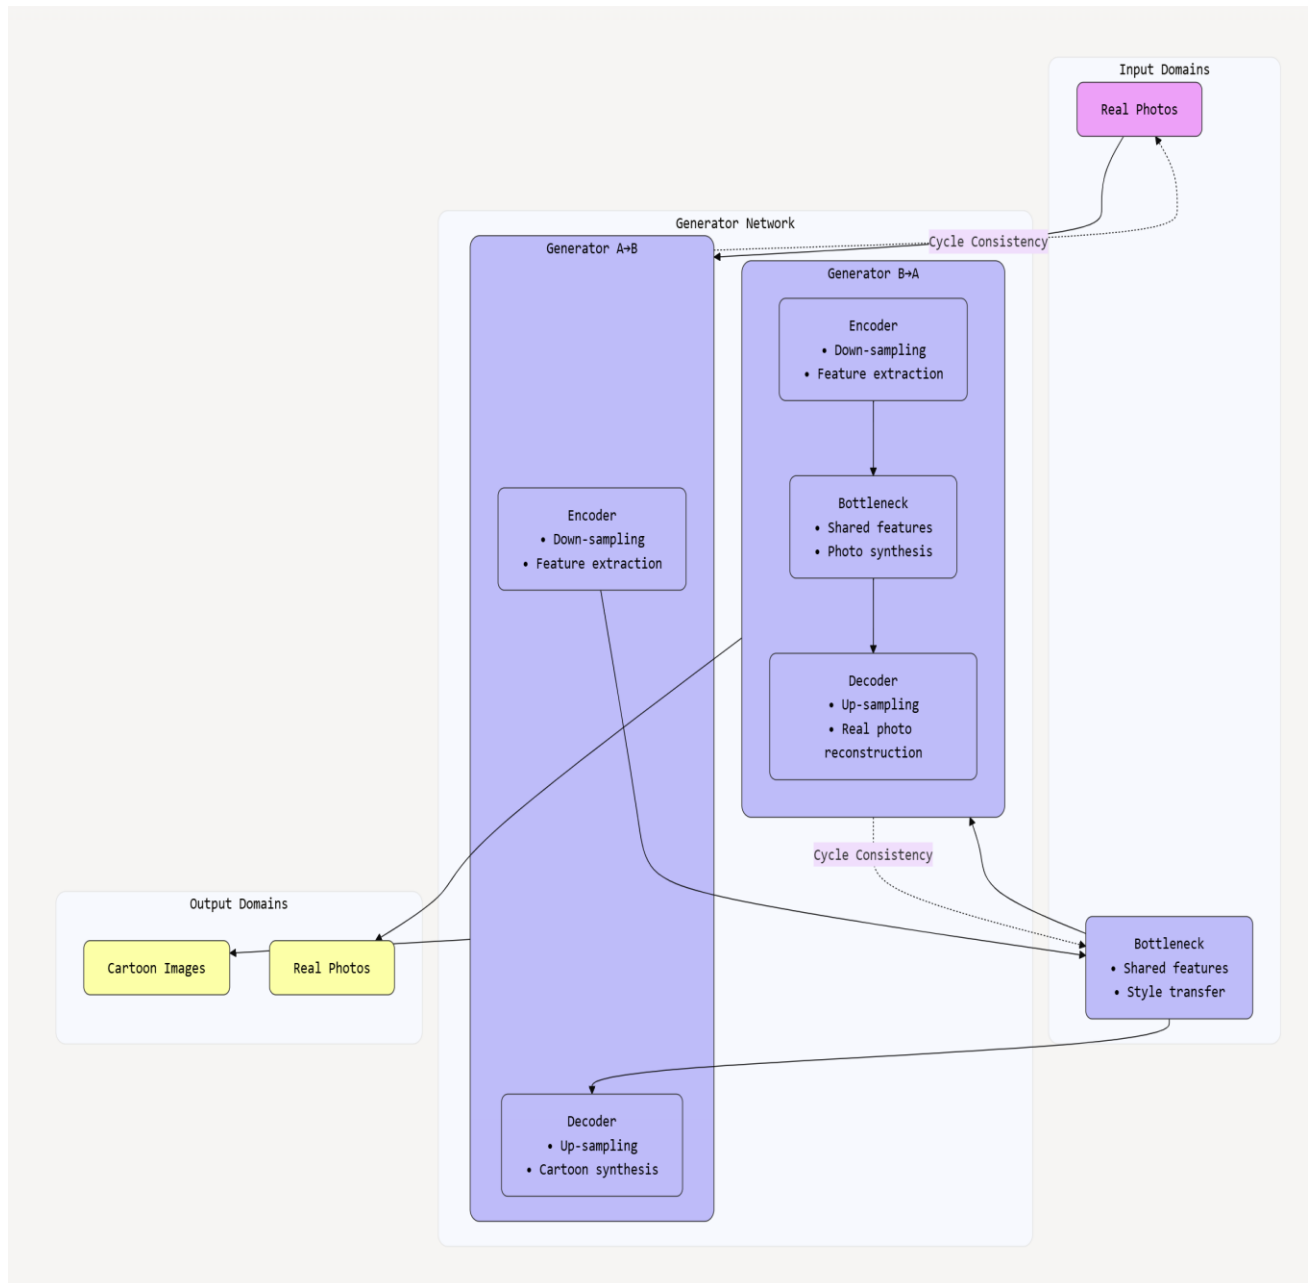 Input Domains
Real Photos
Generator Network
Cycle Consistency
Generator A→B
Generator B→A
Encoder
• Down-sampling
• Feature extraction
Bottleneck
• Shared features
• Photo synthesis
Encoder
• Down-sampling
• Feature extraction
Decoder
• Up-sampling
• Real photo
reconstruction
Cycle Consistency
Output Domains
Cartoon Images
Real Photos
Bottleneck
• Shared features
• Style transfer
Decoder
• Up-sampling
• Cartoon synthesis